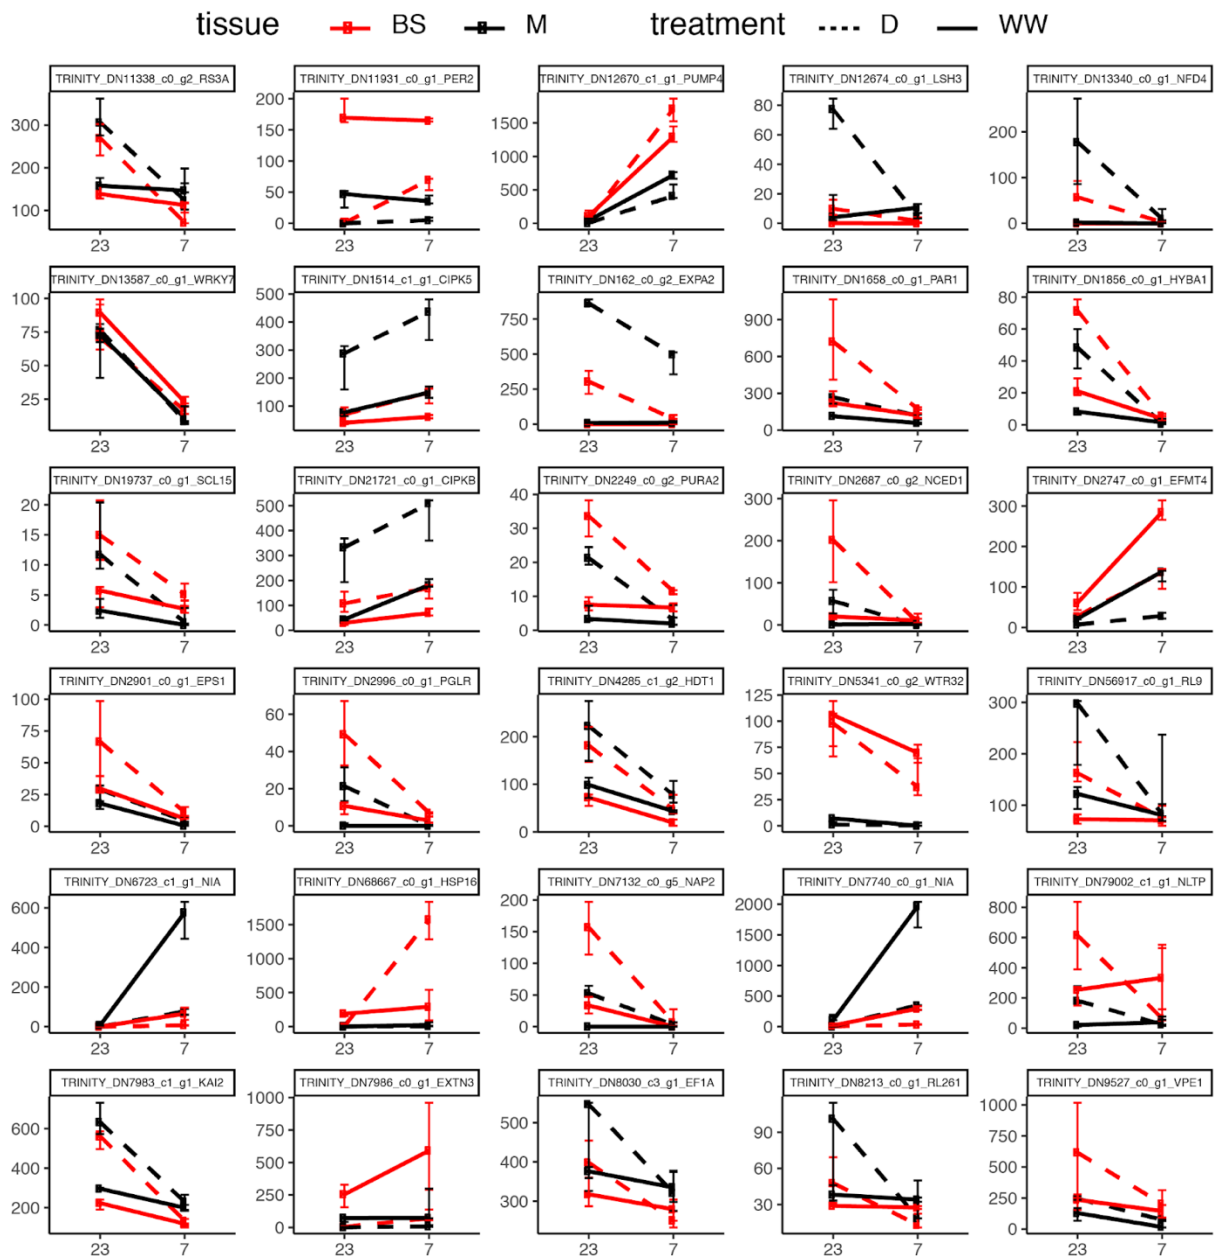 tissue BS M treatment D WW
TRINITY_DN11338_c0_g2_RS3A TRINITY_DN11931_c0_g1_PER2 TRINITY_DN12670_c1_g1_PUMP4 TRINITY_DN12674_c0_g1_LSH3 TRINITY_DN13340_c0_g1_NFD4
300 200 100
200 150 100 50 0
1500 1000 500 0
80 60 40 20 0
200 100 0
23 7 23 7 23 7 23 7 23 7
TRINITY_DN13587_c0_g1_WRKY7 TRINITY_DN1514_c1_g1_CIPK5 TRINITY_DN162_c0_g2_EXPA2 TRINITY_DN1658_c0_g1_PAR1 TRINITY_DN1856_c0_g1_HYBA1
100 75 50 25
500 400 300 200 100
750 500 250 0
900 600 300 0
80 60 40 20 0
23 7 23 7 23 7 23 7 23 7
TRINITY_DN19737_c0_g1_SCL15 TRINITY_DN21721_c0_g1_CIPKB TRINITY_DN2249_c0_g2_PURA2 TRINITY_DN2687_c0_g2_NCED1 TRINITY_DN2747_c0_g1_EFMT4
20 15 10 5 0
500 400 300 200 100 0
40 30 20 10 0
300 200 100 0
300 200 100 0
23 7 23 7 23 7 23 7 23 7
TRINITY_DN2901_c0_g1_EPS1 TRINITY_DN2996_c0_g1_PGLR TRINITY_DN4285_c1_g2_HDT1 TRINITY_DN5341_c0_g2_WTR32 TRINITY_DN56917_c0_g1_RL9
100 75 50 25 0
60 40 20 0
200 100 0
125 100 75 50 25 0
300 200 100
23 7 23 7 23 7 23 7 23 7
TRINITY_DN6723_c1_g1_NIA TRINITY_DN68667_c0_g1_HSP16 TRINITY_DN7132_c0_g5_NAP2 TRINITY_DN7740_c0_g1_NIA TRINITY_DN79002_c1_g1_NLTP
600 400 200 0
1500 1000 500 0
200 150 100 50 0
2000 1500 1000 500 0
800 600 400 200 0
23 7 23 7 23 7 23 7 23 7
TRINITY_DN7983_c1_g1_KAI2 TRINITY_DN7986_c0_g1_EXTN3 TRINITY_DN8030_c3_g1_EF1A TRINITY_DN8213_c0_g1_RL261 TRINITY_DN9527_c0_g1_VPE1
600 400 200
1000 750 500 250 0
500 400 300
90 60 30
1000 750 500 250 0
23 7 23 7 23 7 23 7 23 7